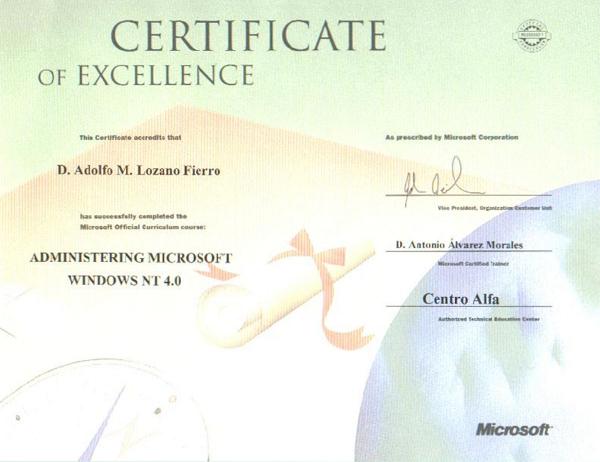 CERTIFICATE
OF EXCELLENCE
MICROSOFT
This Certificate accredits that
D. Adolfo M. Lozano Fierro
has successfully completed the
Microsoft Official Curriculum course:
ADMINISTERING MICROSOFT
WINDOWS NT 4.0
As prescribed by Microsoft Corporation
Vice President, Organization Customer Unit
D. Antonio Álvarez Morales
Microsoft Certified Trainer
Centro Alfa
Authorized Technical Education Center
Microsoft